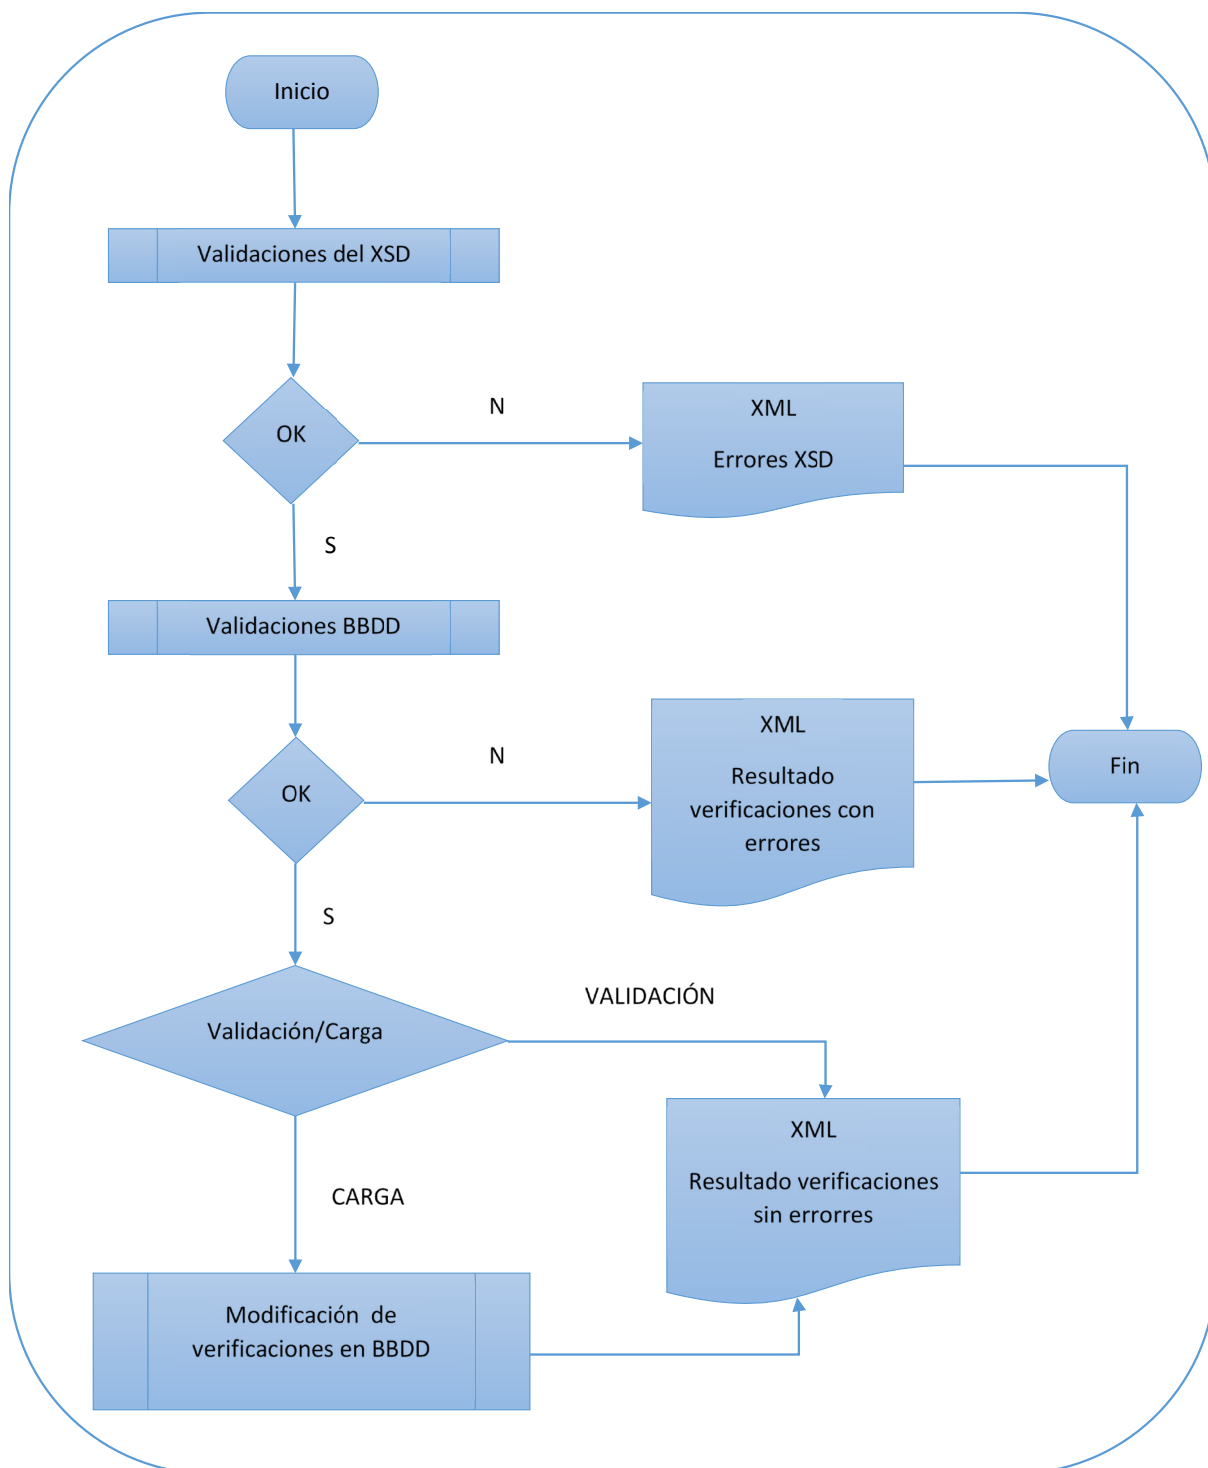 Inicio
Validaciones del XSD
OK
N
XML
Errores XSD
S
Validaciones BBDD
OK
N
XML
Resultado
verificaciones con
errores
Fin
S
Validación/Carga
VALIDACIÓN
XML
Resultado verificaciones
sin errorres
CARGA
Modificación de
verificaciones en BBDD